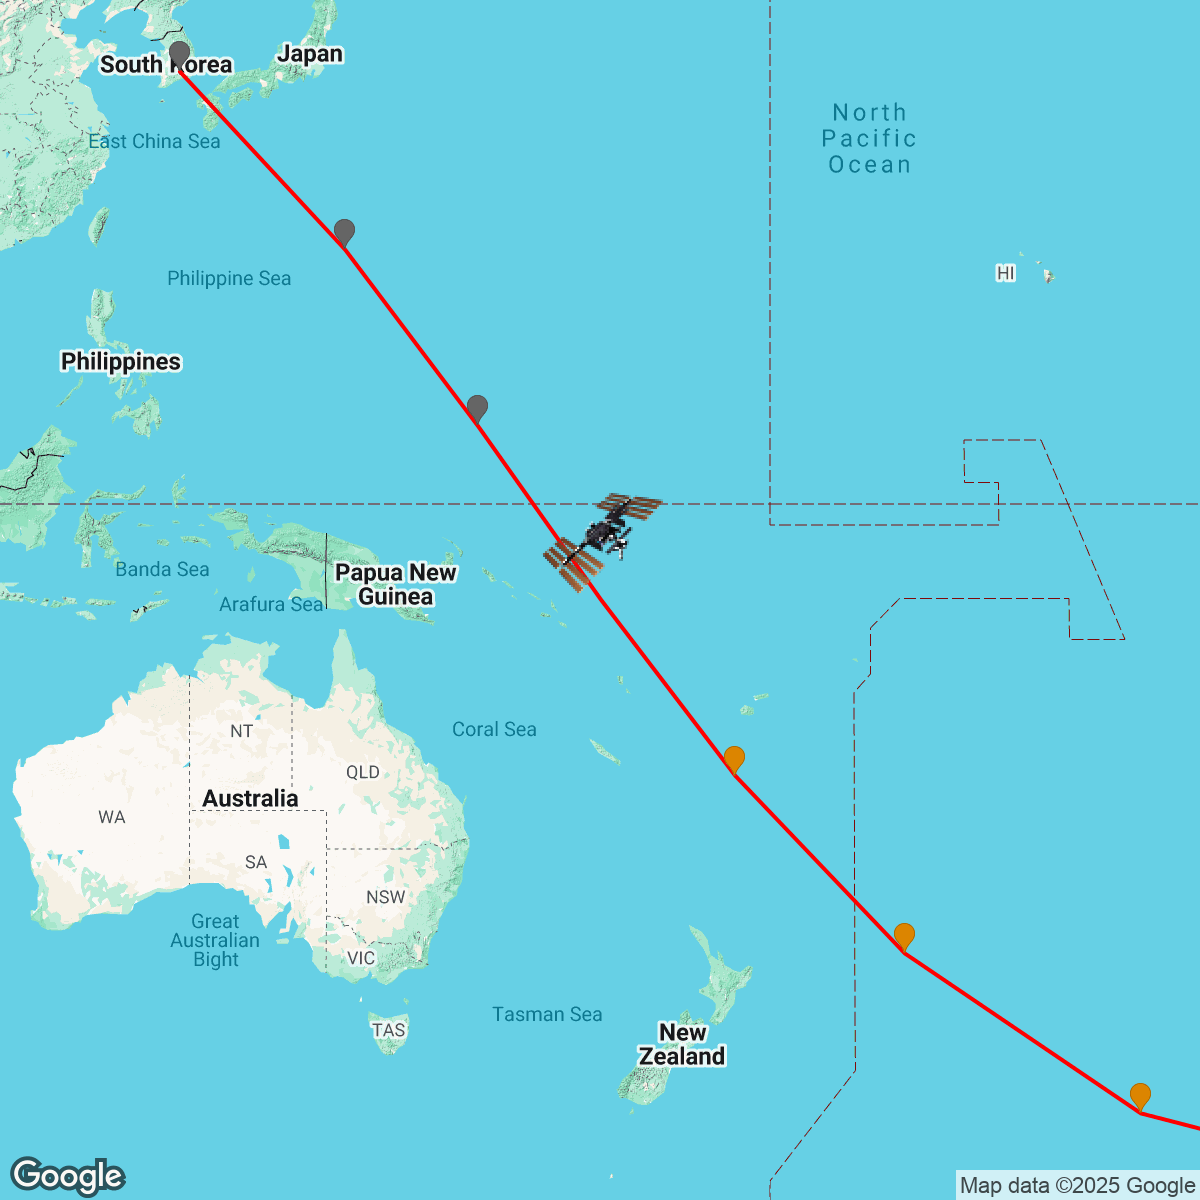 Japan
South Korea
North
Pacific
Ocean
East China Sea
HI
Philippine Sea
Philippines
Banda Sea
Papua New
Guinea
Arafura Sea
NT
Coral Sea
QLD
Australia
WA
SA
NSW
Great
Australian
Bight
VIC
Tasman Sea
TAS
New
Zealand
Google
Map data ©2025 Google